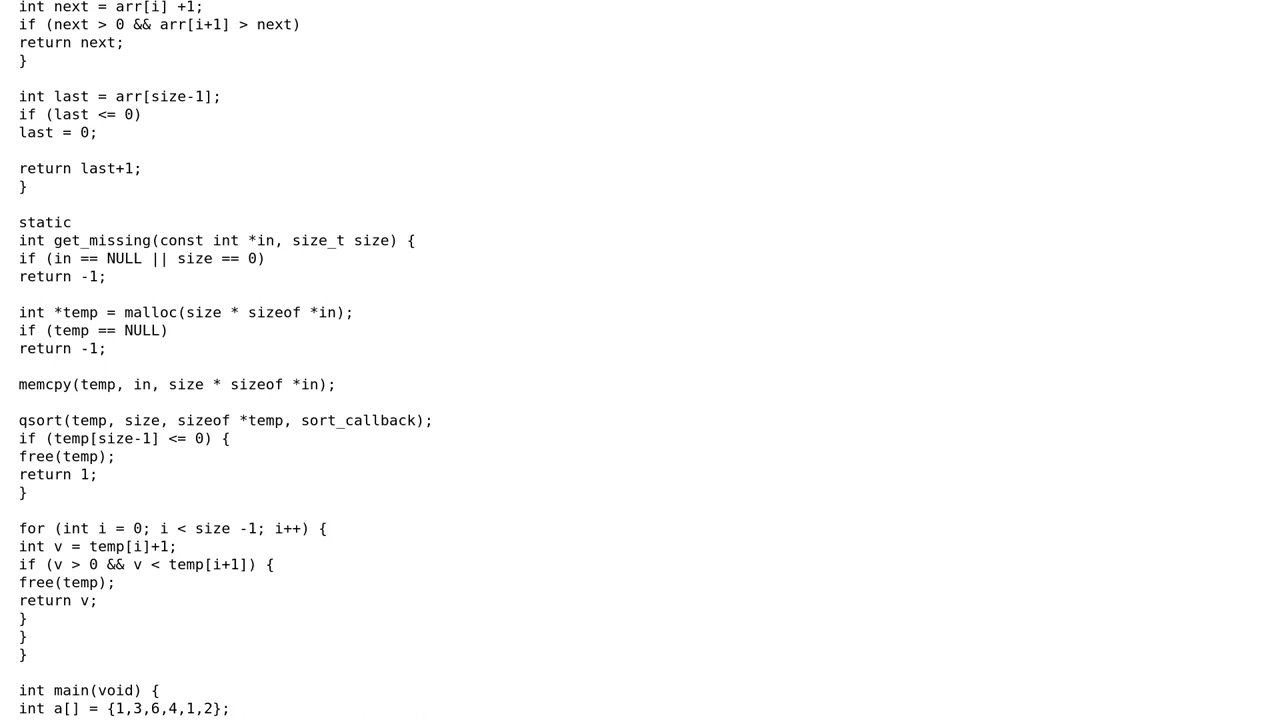 int next = arr[i] +1;
if (next > 0 && arr[i+1] > next)
return next;
}
int last = arr[size-1];
if (last <= 0)
last = 0;
return last+1;
}
static
int get_missing(const int *in, size_t size) {
if (in == NULL || size == 0)
return -1;
int *temp = malloc(size * sizeof *in);
if (temp == NULL)
return -1;
memcpy(temp, in, size * sizeof *in);
qsort(temp, size, sizeof *temp, sort_callback);
if (temp[size-1] <= 0) {
free(temp);
return 1;
}
for (int i = 0; i < size -1; i++) {
int v = temp[i]+1;
if (v > 0 && v < temp[i+1]) {
free(temp);
return v;
}
}
}
int main(void) {
int a[] = {1,3,6,4,1,2};